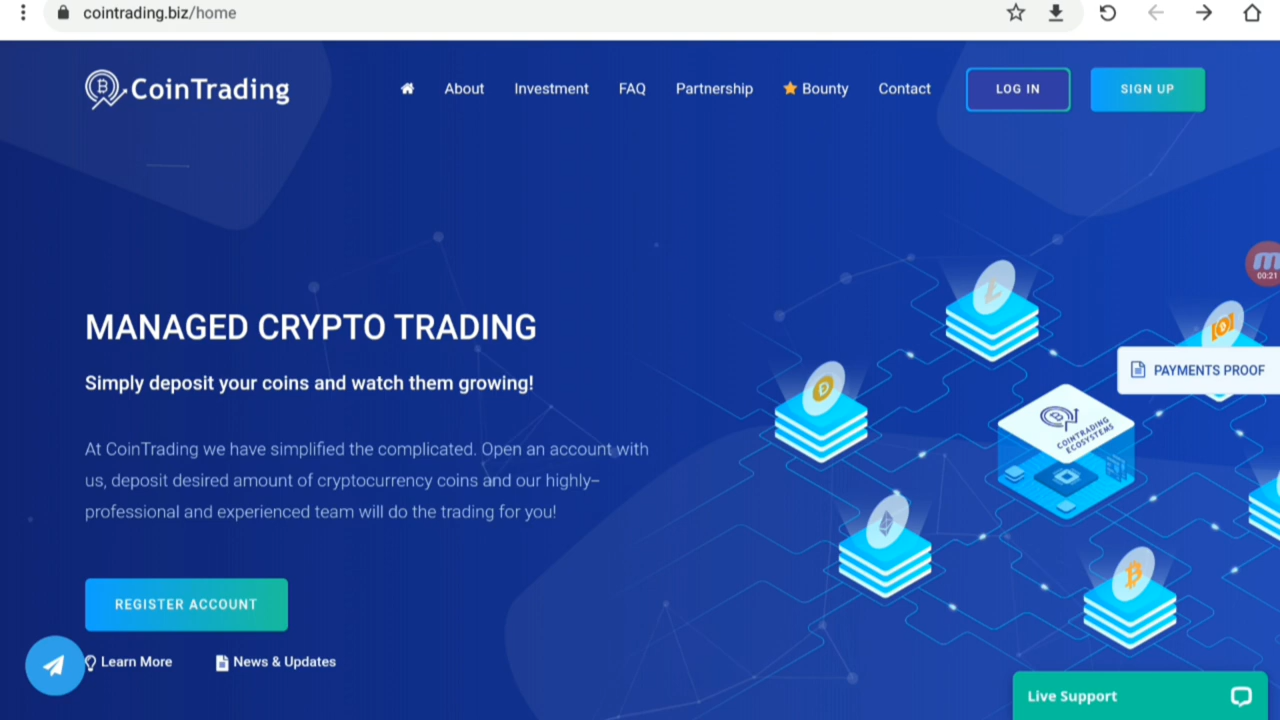 cointrading.biz/home
CoinTrading
About Investment FAQ Partnership Bounty Contact LOG IN SIGN UP
00:21
MANAGED CRYPTO TRADING
PAYMENTS PROOF
Simply deposit your coins and watch them growing!
COINTRADING
ECOSYSTEMS
At CoinTrading we have simplified the complicated. Open an account with
us, deposit desired amount of cryptocurrency coins and our highly–
professional and experienced team will do the trading for you!
REGISTER ACCOUNT
Learn More News & Updates
Live Support